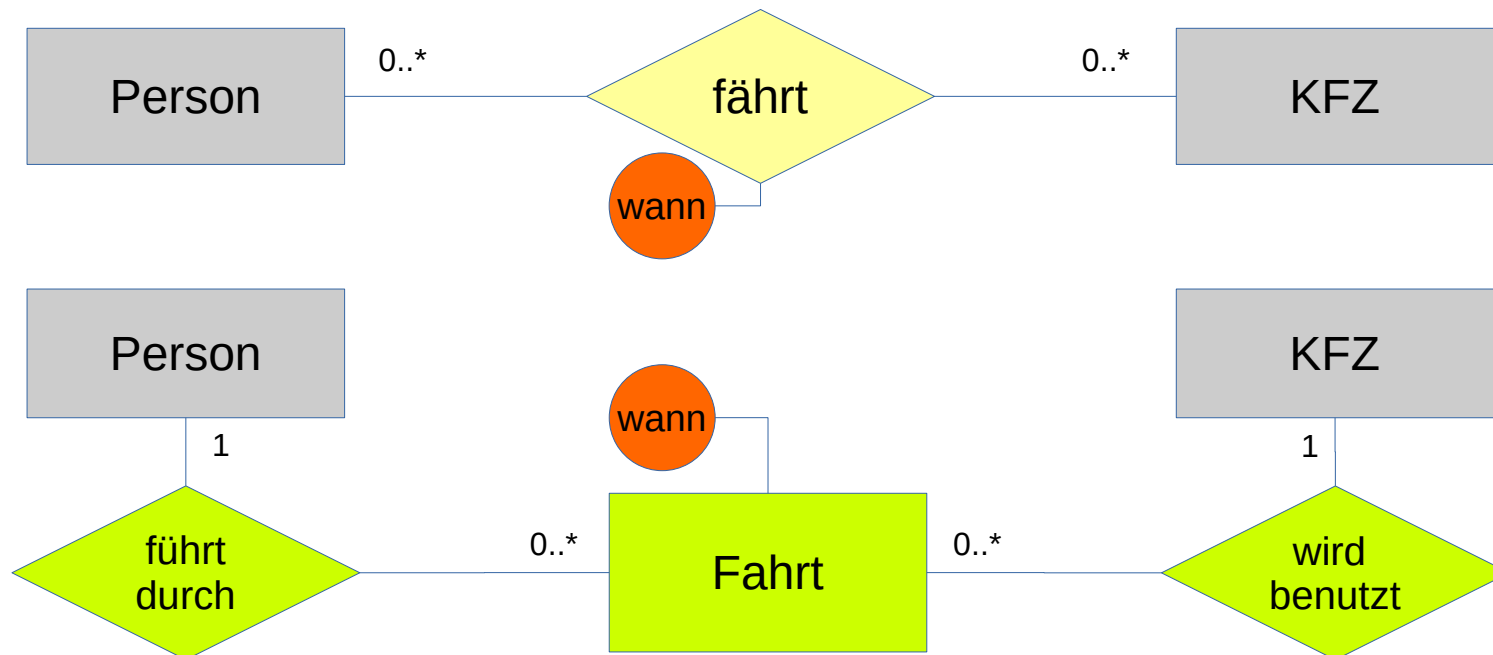 Person
0..*
fährt
0..*
KFZ
wann
Person
KFZ
wann
1
1
führt
durch
0..*
Fahrt
0..*
wird
benutzt